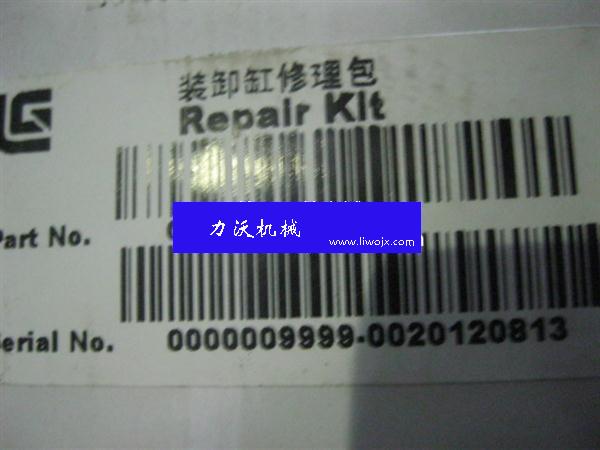 装卸缸修理包
Repair Kit
Part No.
力沃机械
www.liwojx.com
Serial No.
0000009999-0020120813